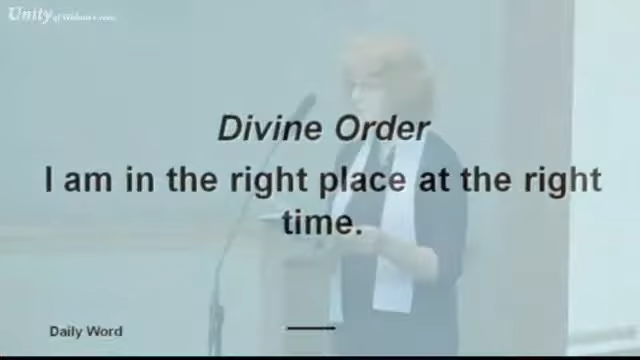 Unity
Divine Order
I am in the right place at the right
time.
Daily Word